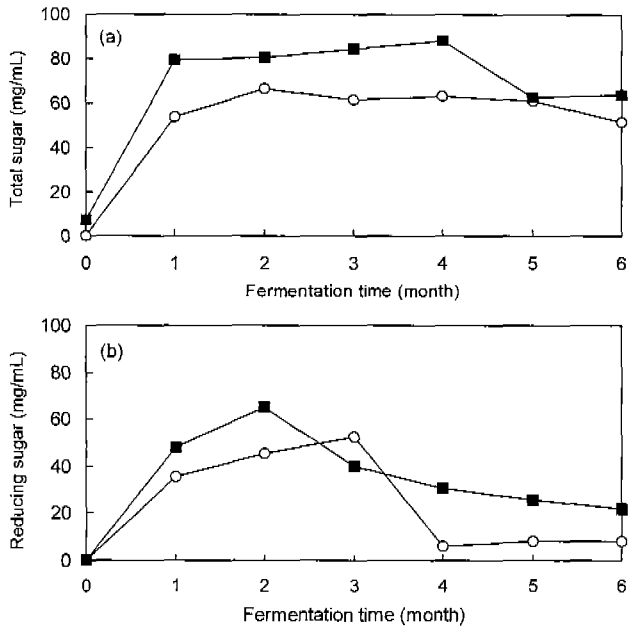 (a)
Total sugar (mg/mL)
100
80
60
40
20
0
0 1 2 3 4 5 6
Fermentation time (month)
(b)
Reducing sugar (mg/mL)
100
80
60
40
20
0
0 1 2 3 4 5 6
Fermentation time (month)